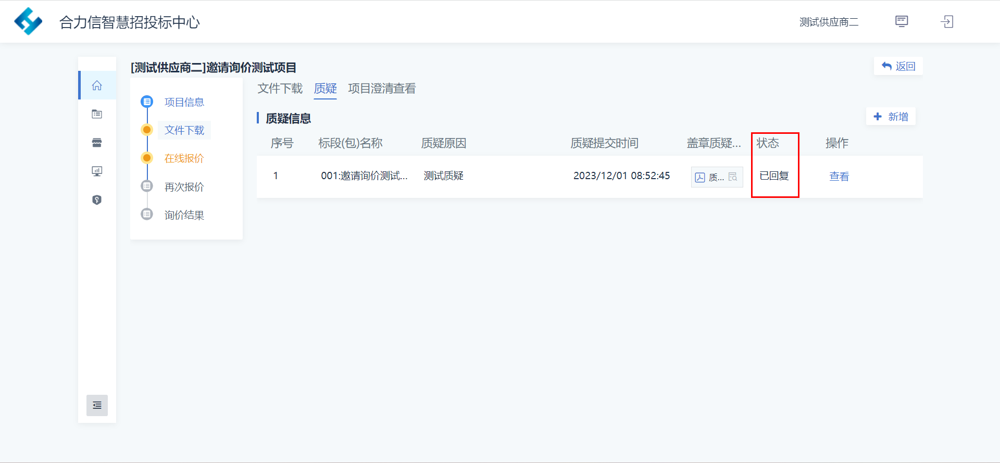 合力信智慧招投标中心
测试供应商二
[测试供应商二]邀请询价测试项目
返回
项目信息
文件下载
在线报价
再次报价
询价结果
文件下载 质疑 项目澄清查看
质疑信息
新增
序号 标段(包)名称 质疑原因 质疑提交时间 盖章质疑... 状态 操作
1 001:邀请询价测试... 测试质疑 2023/12/01 08:52:45 质... 已回复 查看